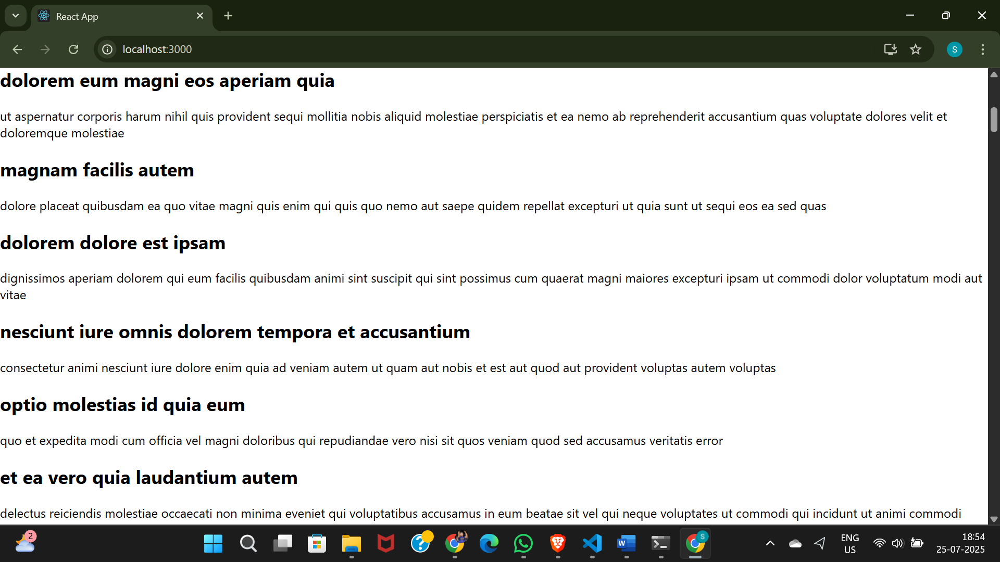 React App
localhost:3000
S
dolorem eum magni eos aperiam quia
ut aspernatur corporis harum nihil quis provident sequi mollitia nobis aliquid molestiae perspiciatis et ea nemo ab reprehenderit accusantium quas voluptate dolores velit et
doloremque molestiae
magnam facilis autem
dolore placeat quibusdam ea quo vitae magni quis enim qui quis quo nemo aut saepe quidem repellat excepturi ut quia sunt ut sequi eos ea sed quas
dolorem dolore est ipsam
dignissimos aperiam dolorem qui eum facilis quibusdam animi sint suscipit qui sint possimus cum quaerat magni maiores excepturi ipsam ut commodi dolor voluptatum modi aut
vitae
nesciunt iure omnis dolorem tempora et accusantium
consectetur animi nesciunt iure dolore enim quia ad veniam autem ut quam aut nobis et est aut quod aut provident voluptas autem voluptas
optio molestias id quia eum
quo et expedita modi cum officia vel magni doloribus qui repudiandae vero nisi sit quos veniam quod sed accusamus veritatis error
et ea vero quia laudantium autem
delectus reiciendis molestiae occaecati non minima eveniet qui voluptatibus accusamus in eum beatae sit vel qui neque voluptates ut commodi qui incidunt ut animi commodi
2
W
S
ENG
US
18:54
25-07-2025